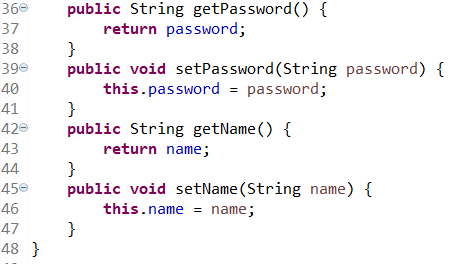 36 public String getPassword() {
37 return password;
38 }
39 public void setPassword(String password) {
40 this.password = password;
41 }
42 public String getName() {
43 return name;
44 }
45 public void setName(String name) {
46 this.name = name;
47 }
48 }